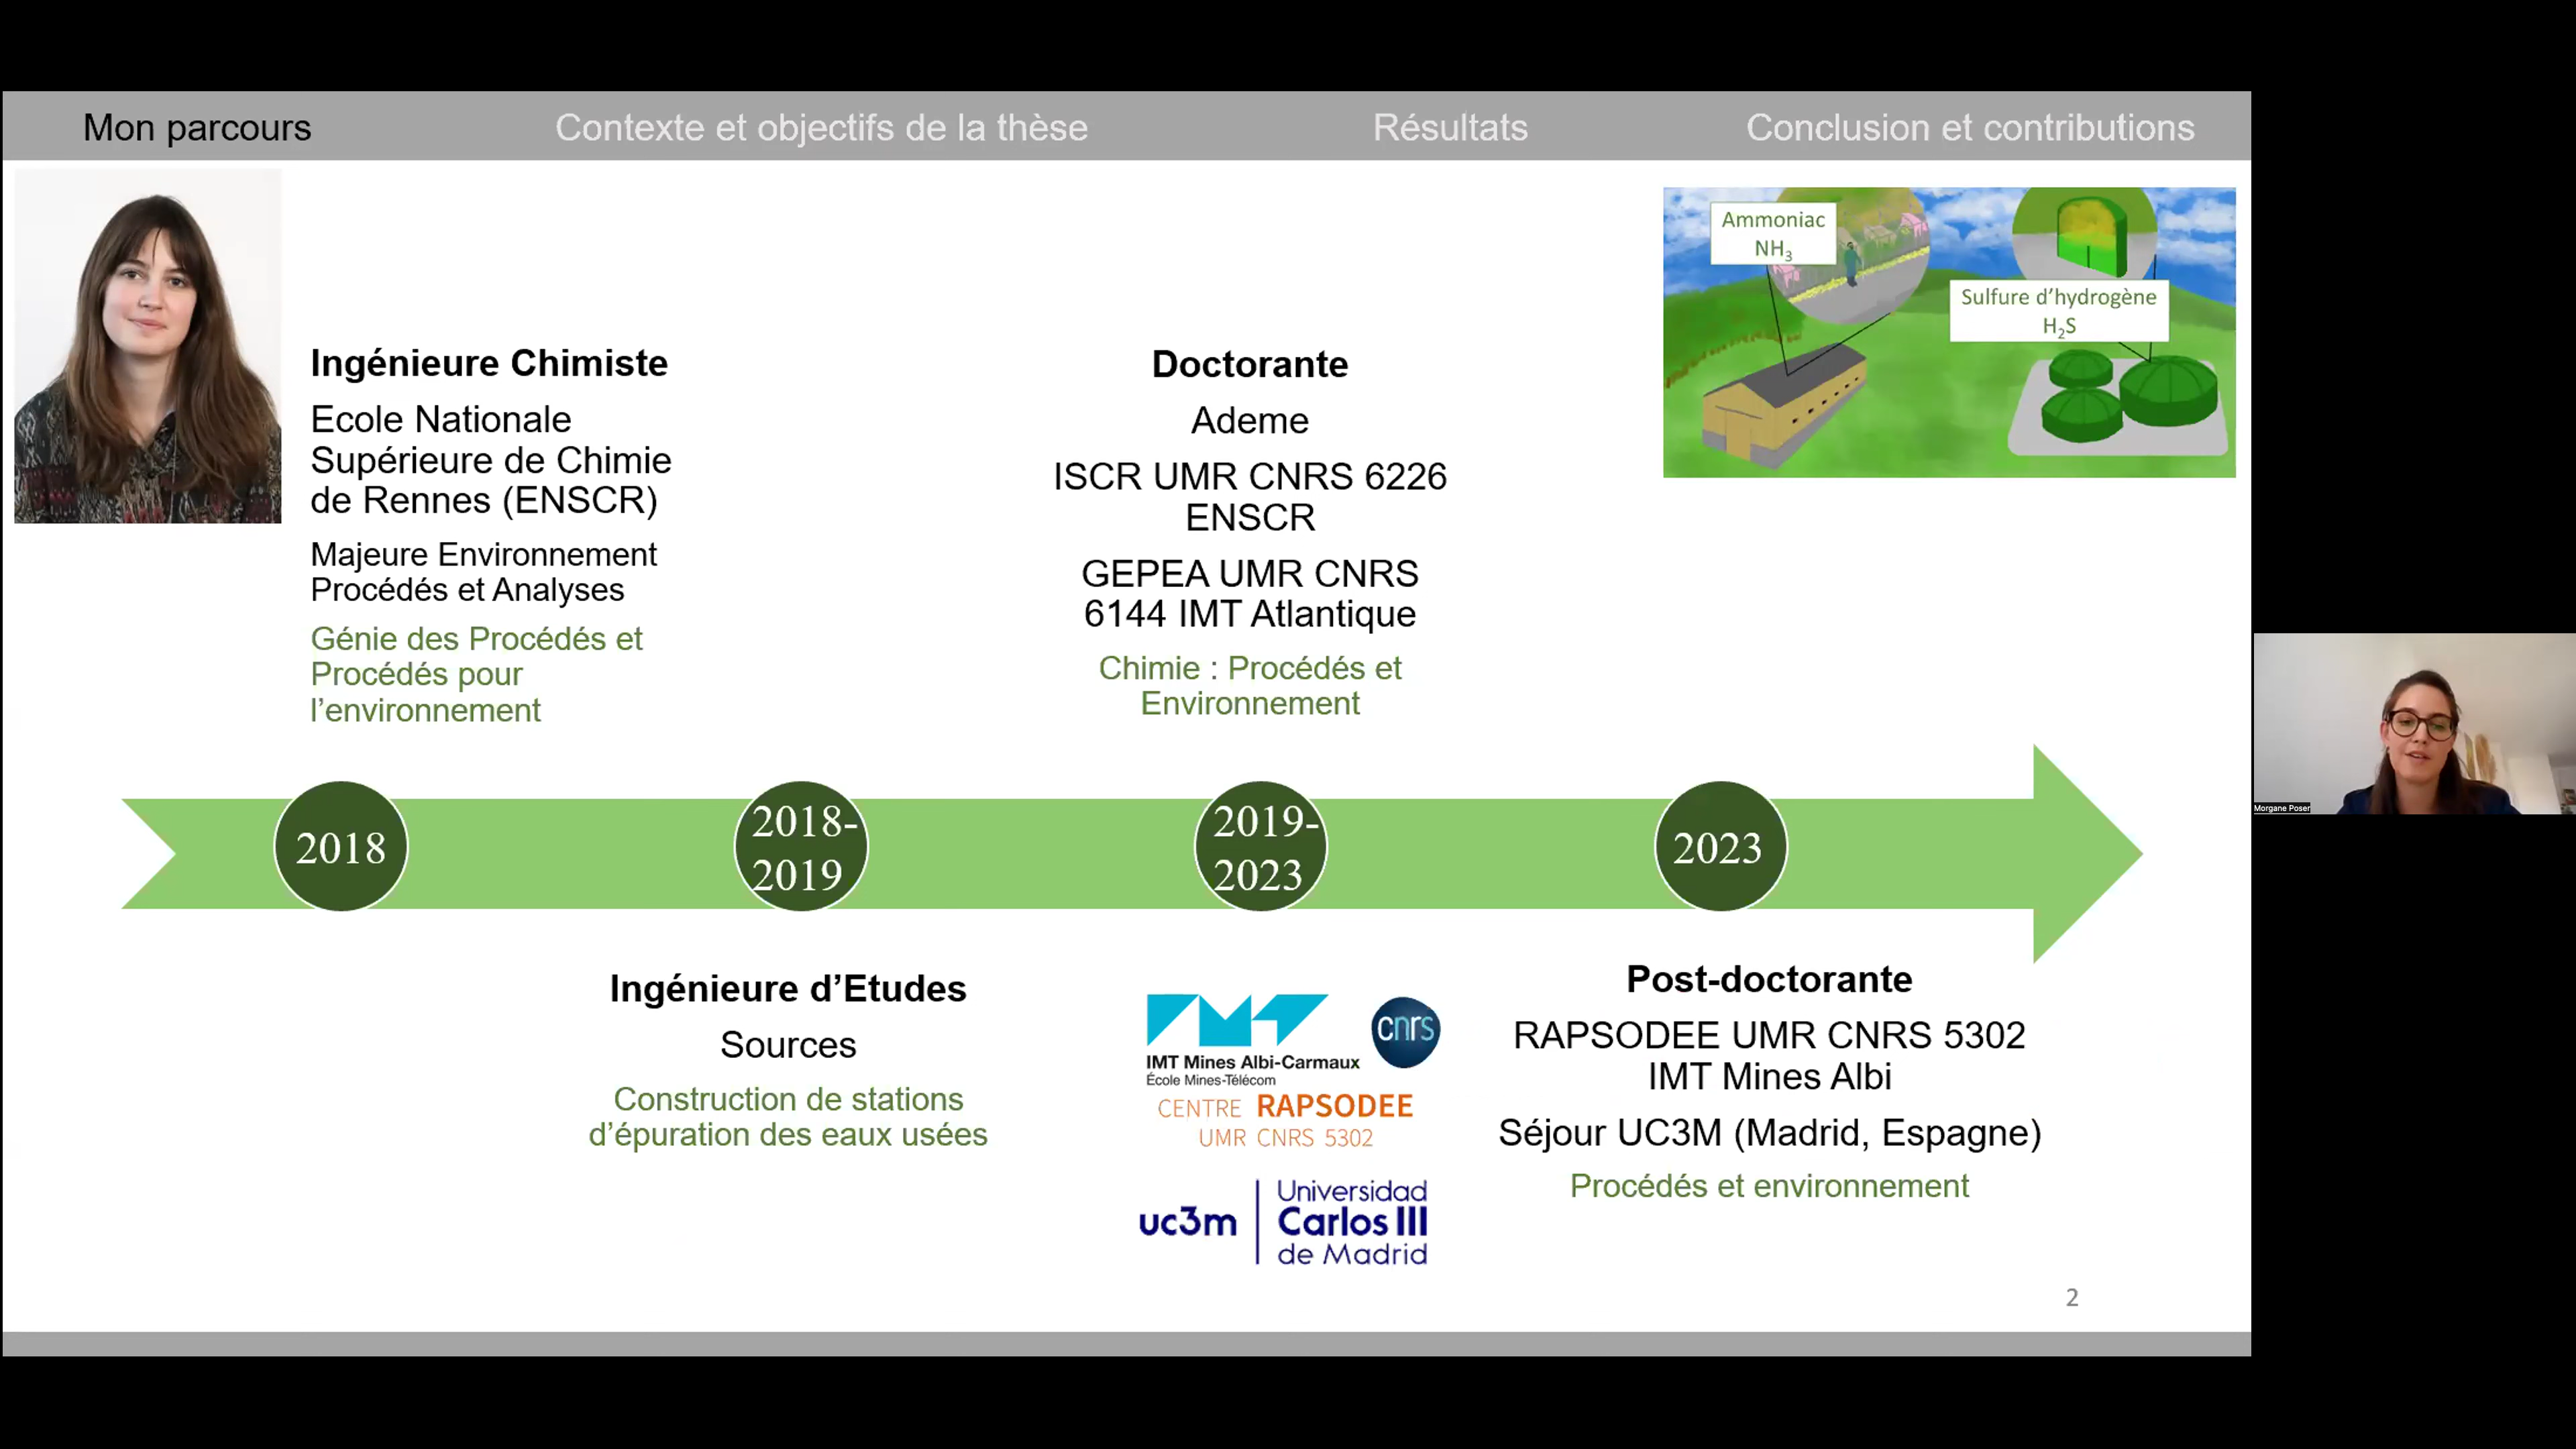 Mon parcours
Contexte et objectifs de la thèse
Résultats
Conclusion et contributions
Ammoniac
NH₃
Sulfure d’hydrogène
H₂S
Ingénieure Chimiste
Ecole Nationale
Supérieure de Chimie
de Rennes (ENSCR)
Majeure Environnement
Procédés et Analyses
Génie des Procédés et
Procédés pour
l’environnement
Doctorante
Ademe
ISCR UMR CNRS 6226
ENSCR
GEPEA UMR CNRS
6144 IMT Atlantique
Chimie : Procédés et
Environnement
2018
2018-
2019
2019-
2023
2023
Ingénieure d’Etudes
Sources
Construction de stations
d’épuration des eaux usées
IMT
IMT Mines Albi-Carmaux
École Mines-Télécom
cnrs
CENTRE RAPSODEE
UMR CNRS 5302
uc3m
Universidad
Carlos III
de Madrid
Post-doctorante
RAPSODEE UMR CNRS 5302
IMT Mines Albi
Séjour UC3M (Madrid, Espagne)
Procédés et environnement
2
Morgane Poser